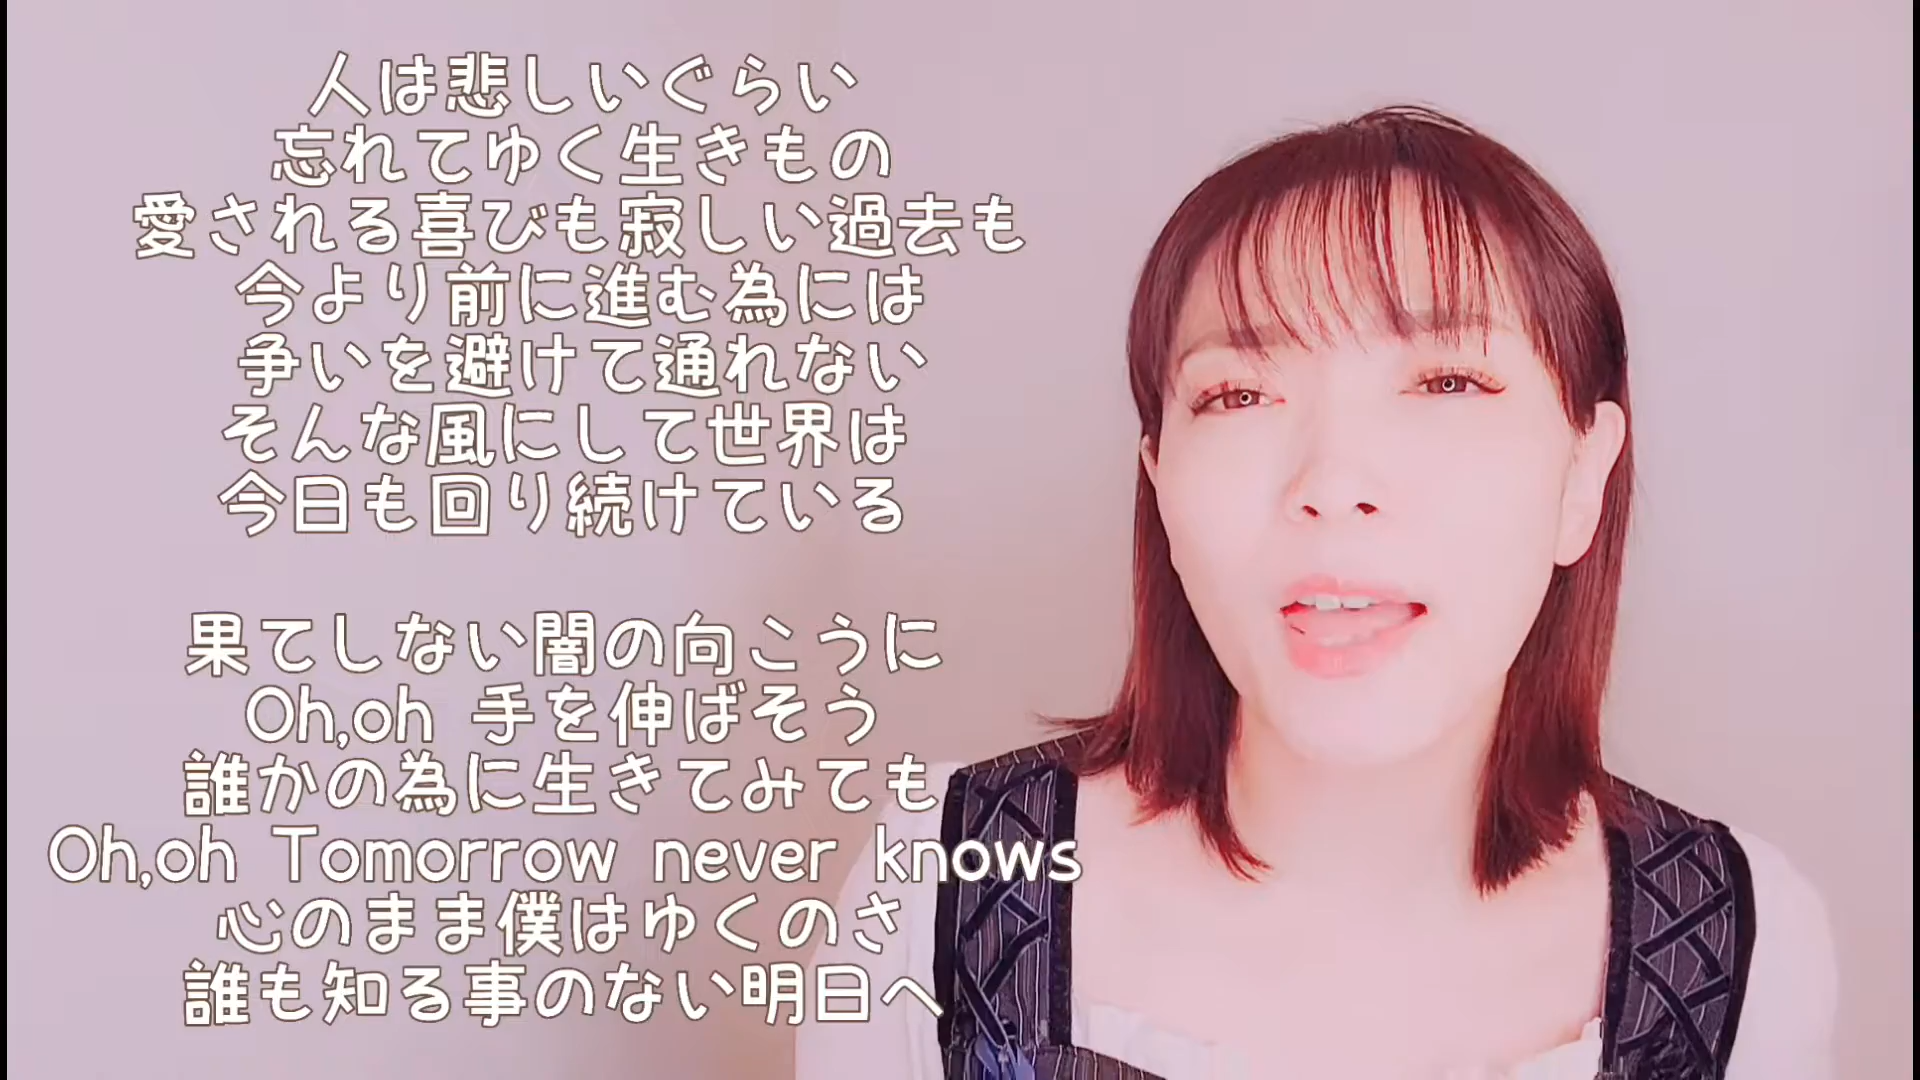 人は悲しいぐらい
忘れてゆく生きもの
愛される喜びも寂しい過去も
今より前に進む為には
争いを避けて通れない
そんな風にして世界は
今日も回り続けている
果てしない闇の向こうに
Oh,oh 手を伸ばそう
誰かの為に生きてみても
Oh,oh Tomorrow never knows
心のまま僕はゆくのさ
誰も知る事のない明日へ